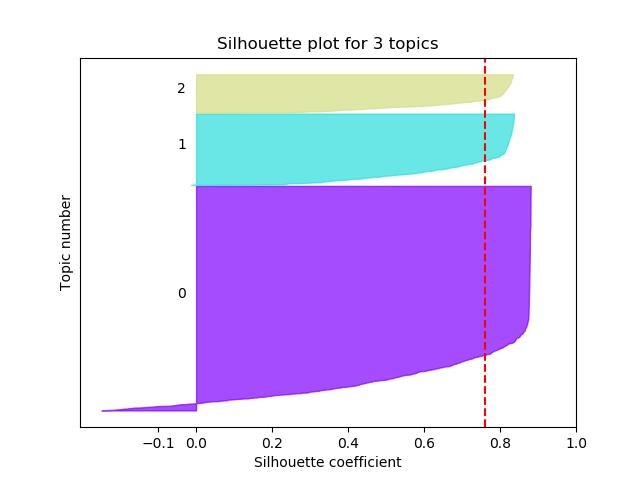 Silhouette plot for 3 topics
2
1
0
Topic number
−0.1 0.0 0.2 0.4 0.6 0.8 1.0
Silhouette coefficient